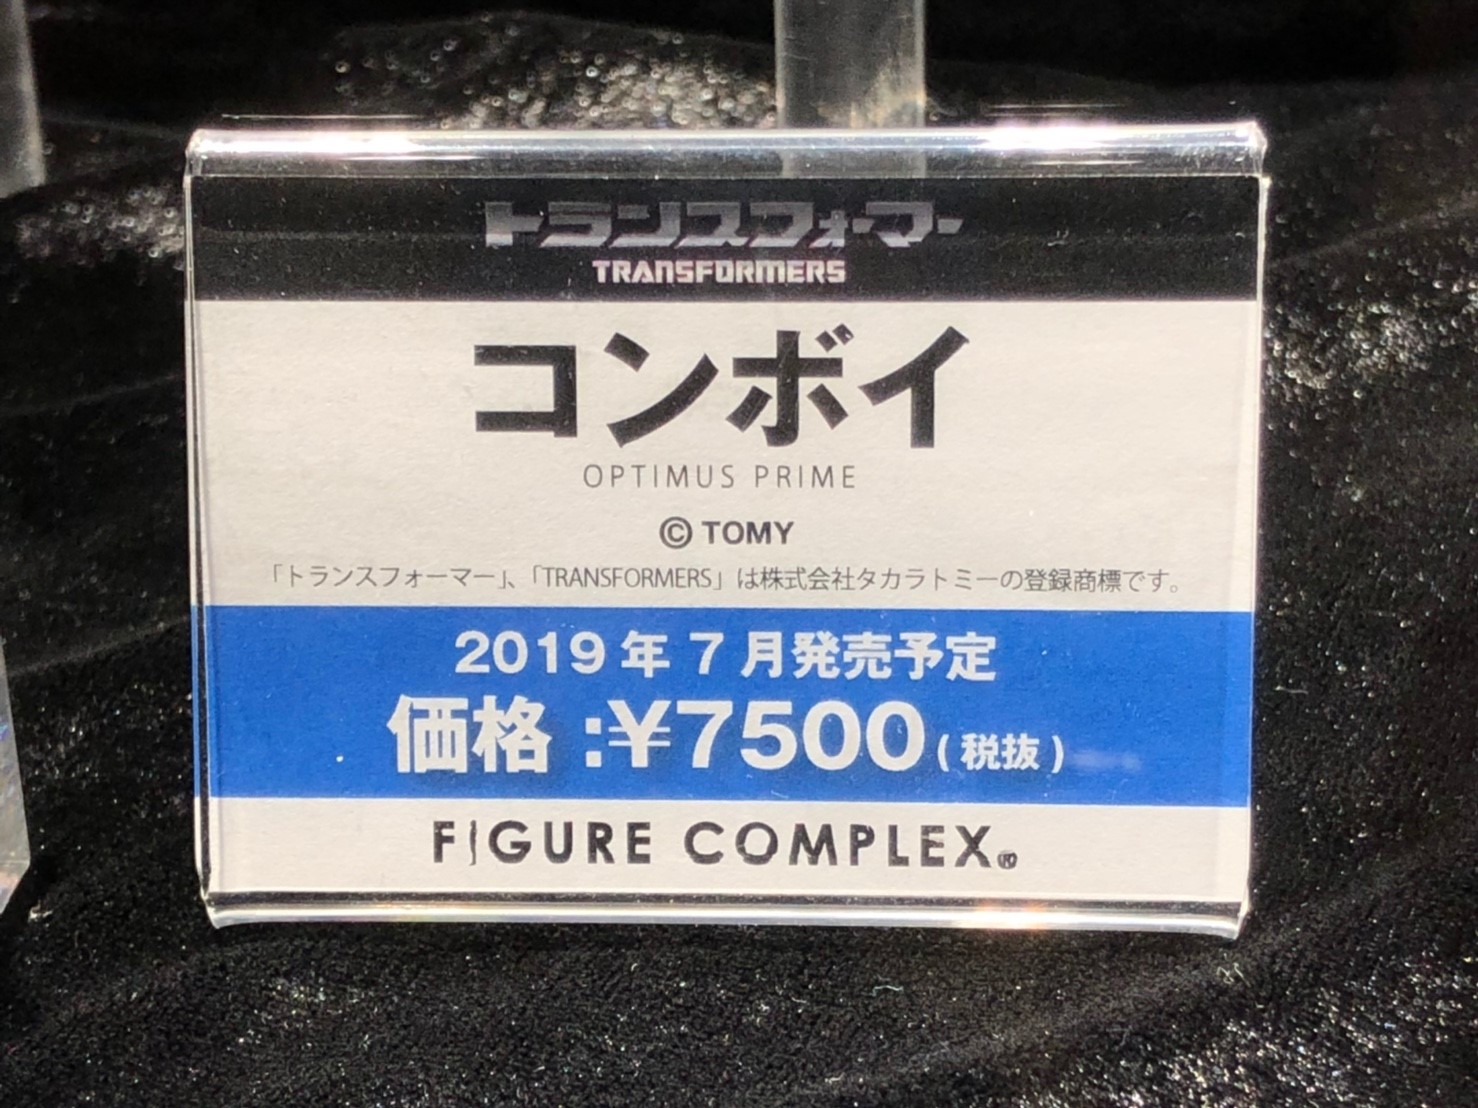 トランスフォーマー
TRANSFORMERS
コンボイ
OPTIMUS PRIME
© TOMY
「トランスフォーマー」、「TRANSFORMERS」は株式会社タカラトミーの登録商標です。
2019年7月発売予定
価格:¥7500(税抜)
FIGURE COMPLEX®